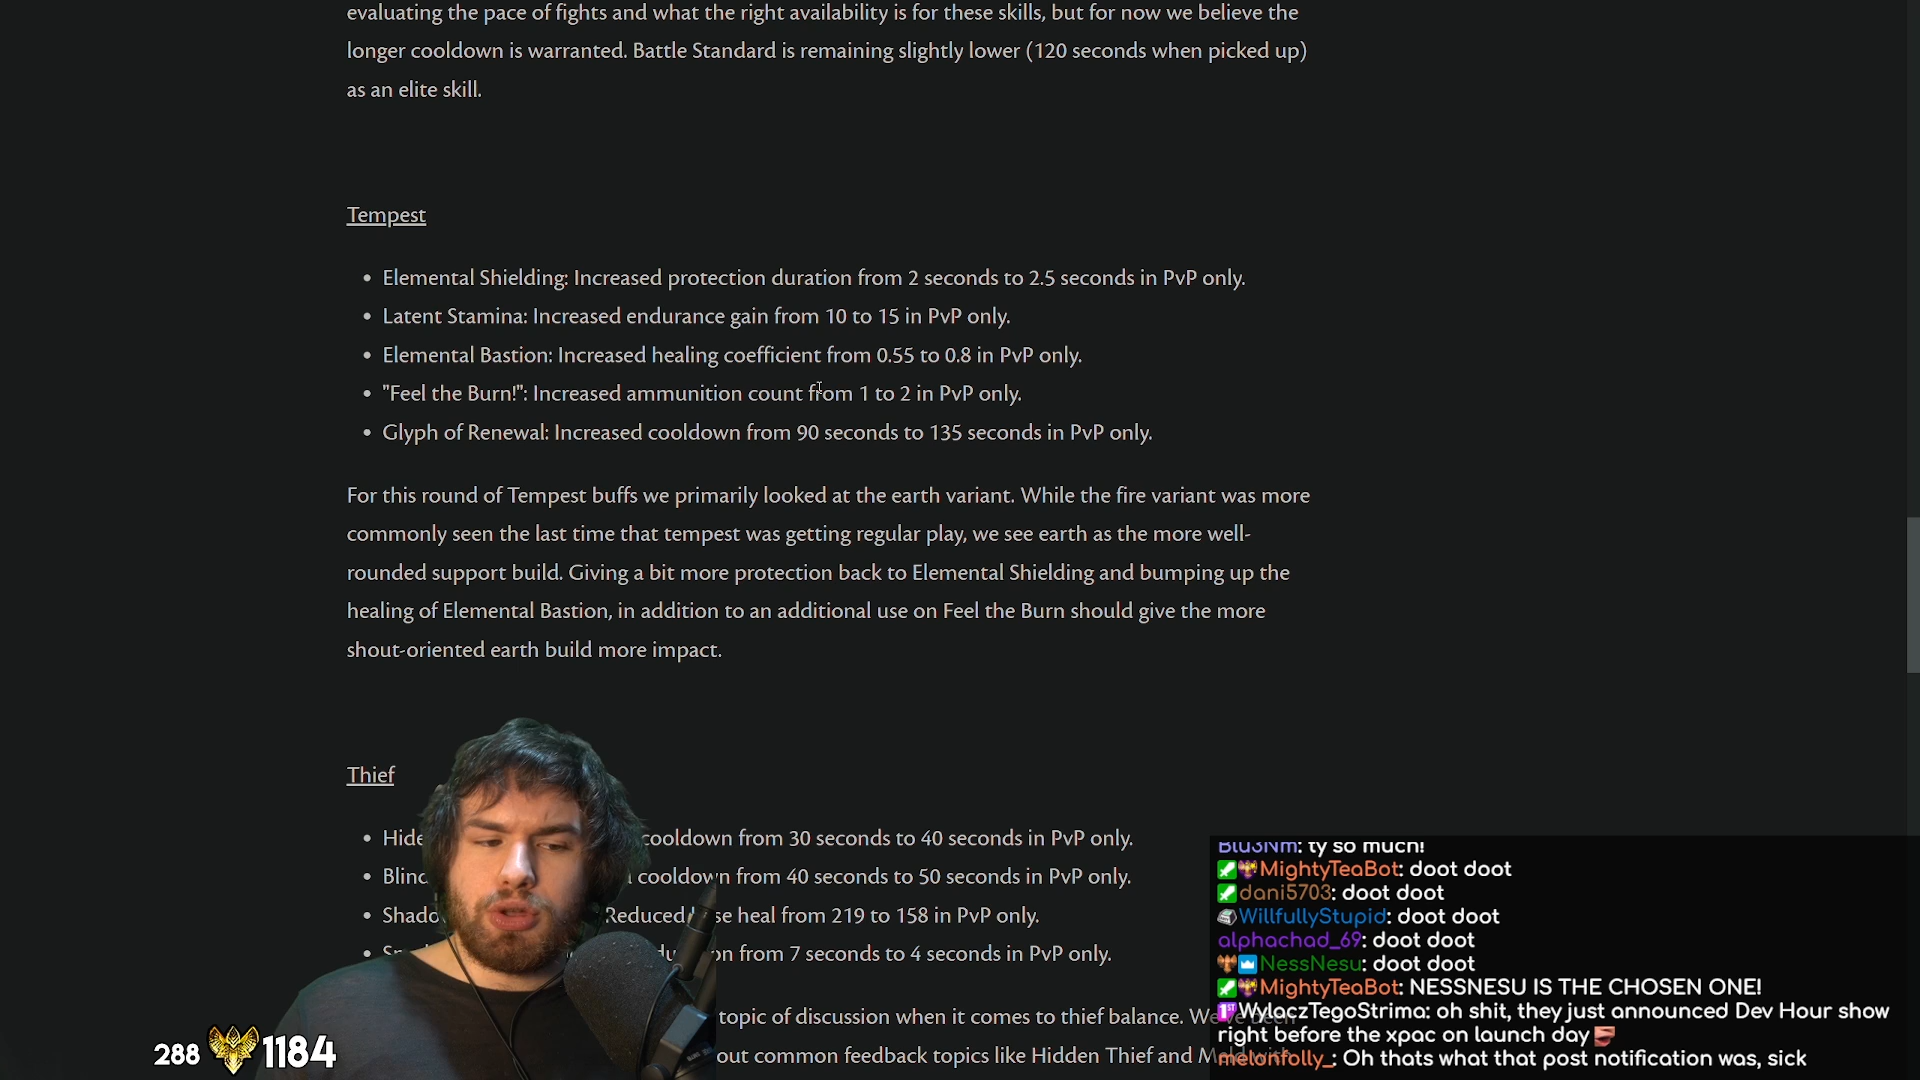 evaluating the pace of fights and what the right availability is for these skills, but for now we believe the
longer cooldown is warranted. Battle Standard is remaining slightly lower (120 seconds when picked up)
as an elite skill.
Tempest
• Elemental Shielding: Increased protection duration from 2 seconds to 2.5 seconds in PvP only.
• Latent Stamina: Increased endurance gain from 10 to 15 in PvP only.
• Elemental Bastion: Increased healing coefficient from 0.55 to 0.8 in PvP only.
• "Feel the Burn!": Increased ammunition count from 1 to 2 in PvP only.
• Glyph of Renewal: Increased cooldown from 90 seconds to 135 seconds in PvP only.
For this round of Tempest buffs we primarily looked at the earth variant. While the fire variant was more
commonly seen the last time that tempest was getting regular play, we see earth as the more well-
rounded support build. Giving a bit more protection back to Elemental Shielding and bumping up the
healing of Elemental Bastion, in addition to an additional use on Feel the Burn should give the more
shout-oriented earth build more impact.
Thief
• cooldown from 30 seconds to 40 seconds in PvP only.
• cooldown from 40 seconds to 50 seconds in PvP only.
• Reduced heal from 219 to 158 in PvP only.
• from 7 seconds to 4 seconds in PvP only.
topic of discussion when it comes to thief balance.
out common feedback topics like Hidden Thief and
288 1184
Blu3Nm: ty so much!
MightyTeaBot: doot doot
dani5703: doot doot
WillfullyStupid: doot doot
alphachad_69: doot doot
NessNesu: doot doot
MightyTeaBot: NESSNESU IS THE CHOSEN ONE!
WylaczTegoStrima: oh shit, they just announced Dev Hour show
right before the xpac on launch day
melonfolly_: Oh thats what that post notification was, sick